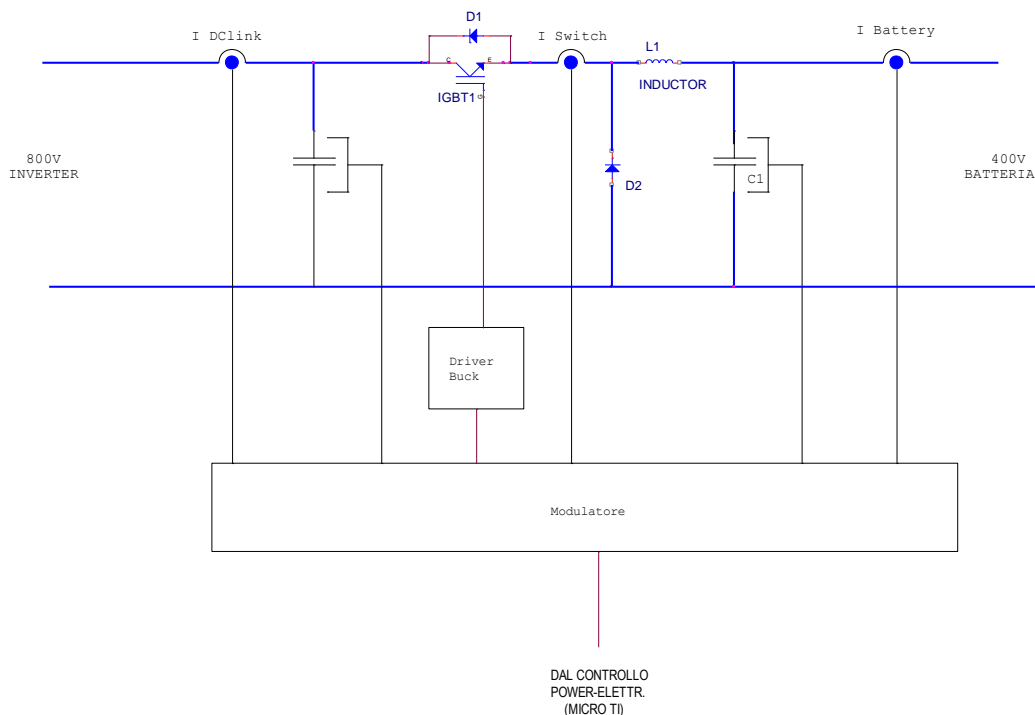 D1
I DClink
I Switch
I Battery
L1
C
E
G
IGBT1
INDUCTOR
800V
INVERTER
D2
C1
400V
BATTERIA
Driver
Buck
Modulatore
DAL CONTROLLO
POWER-ELETTR.
(MICRO TI)